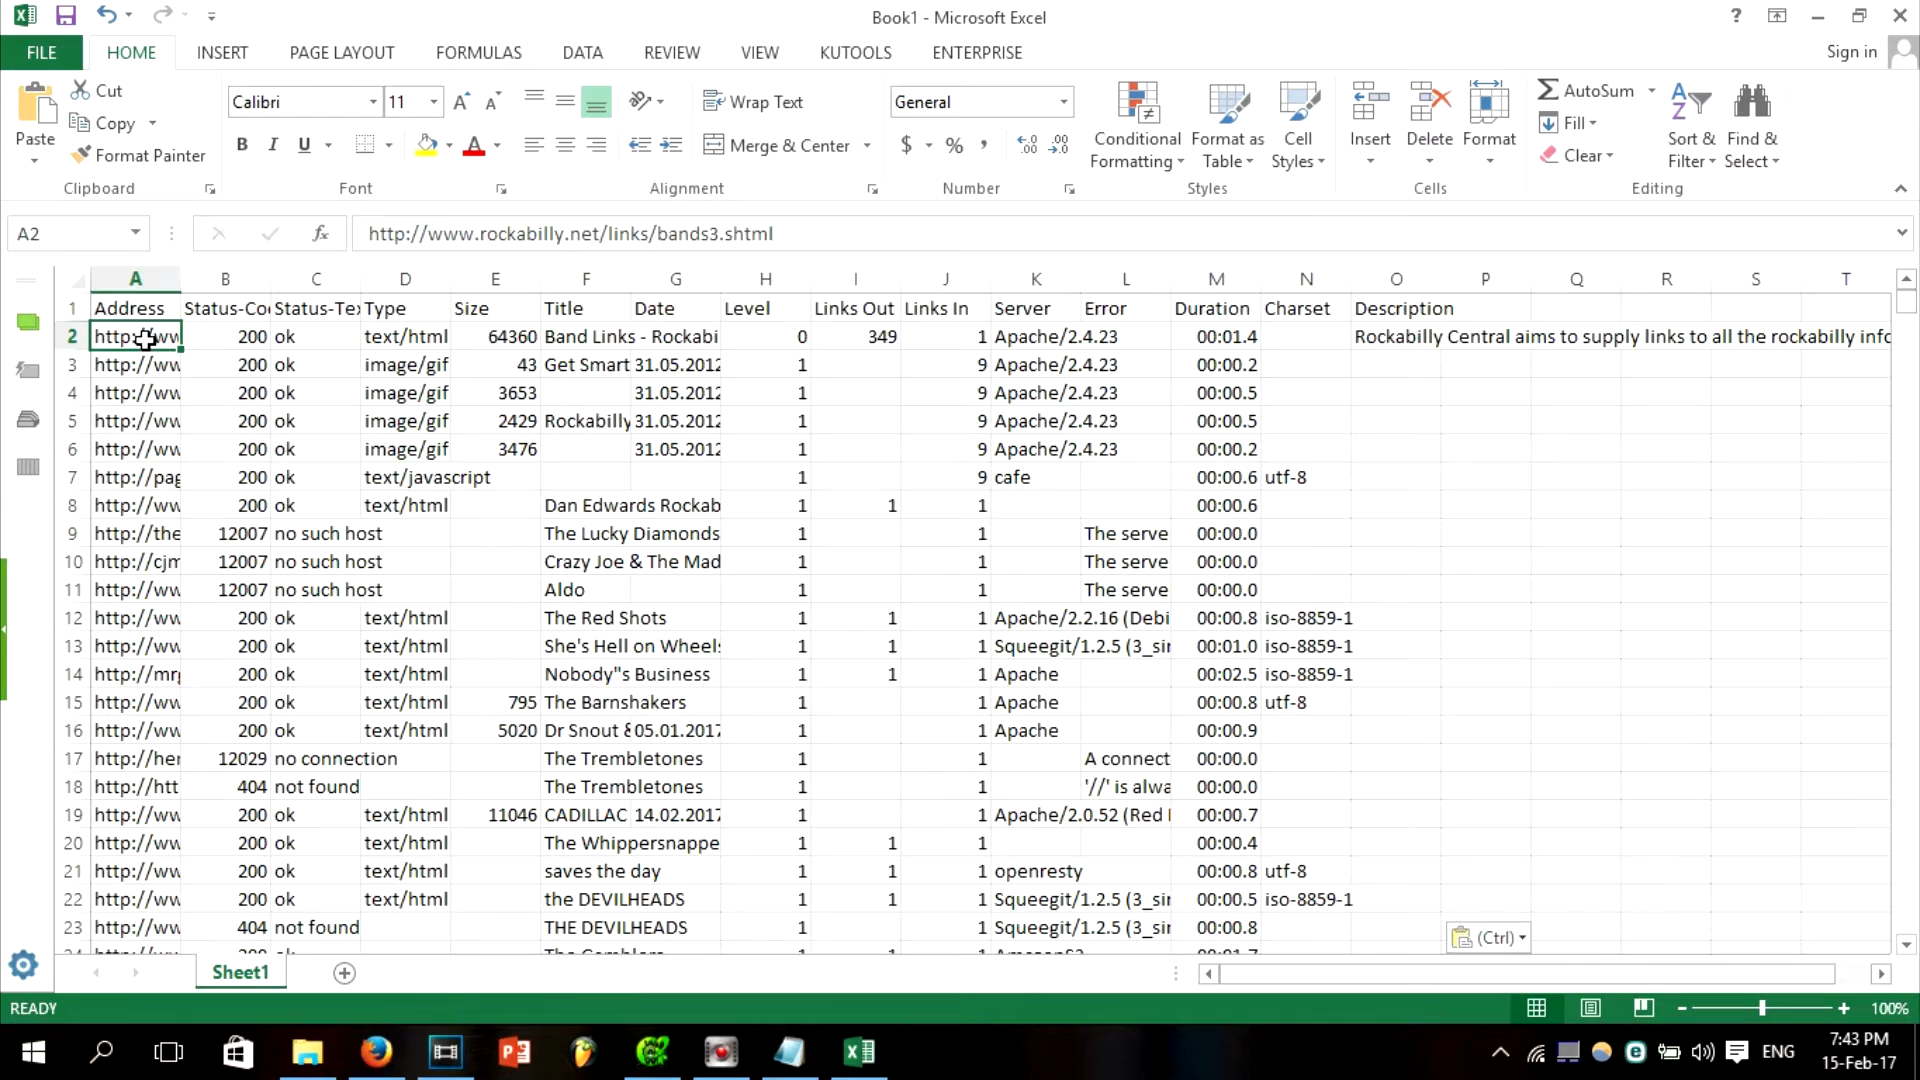 Book1 - Microsoft Excel
FILE HOME INSERT PAGE LAYOUT FORMULAS DATA REVIEW VIEW KUTOOLS ENTERPRISE Sign in
Paste Cut Copy Format Painter
Calibri 11
Wrap Text Merge & Center
General
Conditional Formatting Format as Table Cell Styles
Insert Delete Format
AutoSum Fill Clear
Sort & Filter Find & Select
Clipboard Font Alignment Number Styles Cells Editing
A2 fx http://www.rockabilly.net/links/bands3.shtml
A B C D E F G H I J K L M N O P Q R S T
1 Address Status-Co Status-Tex Type Size Title Date Level Links Out Links In Server Error Duration Charset Description
2 http://ww 200 ok text/html 64360 Band Links - Rockabi 0 349 1 Apache/2.4.23 00:01.4 Rockabilly Central aims to supply links to all the rockabilly info
3 http://ww 200 ok image/gif 43 Get Smart 31.05.2012 1 9 Apache/2.4.23 00:00.2
4 http://ww 200 ok image/gif 3653 31.05.2012 1 9 Apache/2.4.23 00:00.5
5 http://ww 200 ok image/gif 2429 Rockabilly 31.05.2012 1 9 Apache/2.4.23 00:00.5
6 http://ww 200 ok image/gif 3476 31.05.2012 1 9 Apache/2.4.23 00:00.2
7 http://pag 200 ok text/javascript 1 9 cafe 00:00.6 utf-8
8 http://ww 200 ok text/html Dan Edwards Rockab 1 1 1 00:00.6
9 http://the 12007 no such host The Lucky Diamonds 1 1 The serve 00:00.0
10 http://cjm 12007 no such host Crazy Joe & The Mad 1 1 The serve 00:00.0
11 http://ww 12007 no such host Aldo 1 1 The serve 00:00.0
12 http://ww 200 ok text/html The Red Shots 1 1 1 Apache/2.2.16 (Debi 00:00.8 iso-8859-1
13 http://ww 200 ok text/html She's Hell on Wheels 1 1 1 Squeegit/1.2.5 (3_sir 00:01.0 iso-8859-1
14 http://mrg 200 ok text/html Nobody"s Business 1 1 1 Apache 00:02.5 iso-8859-1
15 http://ww 200 ok text/html 795 The Barnshakers 1 1 Apache 00:00.8 utf-8
16 http://ww 200 ok text/html 5020 Dr Snout & 05.01.2017 1 1 Apache 00:00.9
17 http://her 12029 no connection The Trembletones 1 1 A connect 00:00.0
18 http://htt 404 not found The Trembletones 1 1 '//' is alwa 00:00.0
19 http://ww 200 ok text/html 11046 CADILLAC 14.02.2017 1 1 Apache/2.0.52 (Red 00:00.7
20 http://ww 200 ok text/html The Whippersnappe 1 1 1 00:00.4
21 http://ww 200 ok text/html saves the day 1 1 1 openresty 00:00.8 utf-8
22 http://ww 200 ok text/html the DEVILHEADS 1 1 1 Squeegit/1.2.5 (3_sir 00:00.5 iso-8859-1
23 http://ww 404 not found THE DEVILHEADS 1 1 Squeegit/1.2.5 (3_sir 00:00.8
(Ctrl)
Sheet1
READY 100%
ENG 7:43 PM
15-Feb-17